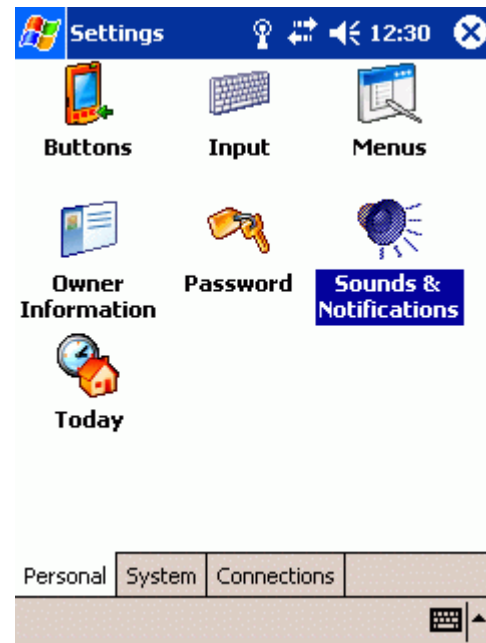 Settings 12:30
Buttons Input Menus
Owner Information Password Sounds & Notifications
Today
Personal System Connections